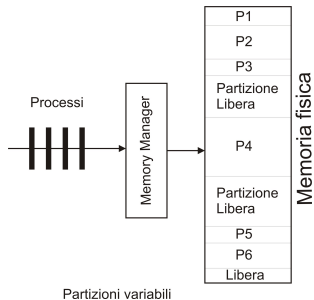 Processi
Memory Manager
P1
P2
P3
Partizione
Libera
P4
Partizione
Libera
P5
P6
Libera
Memoria fisica
Partizioni variabili